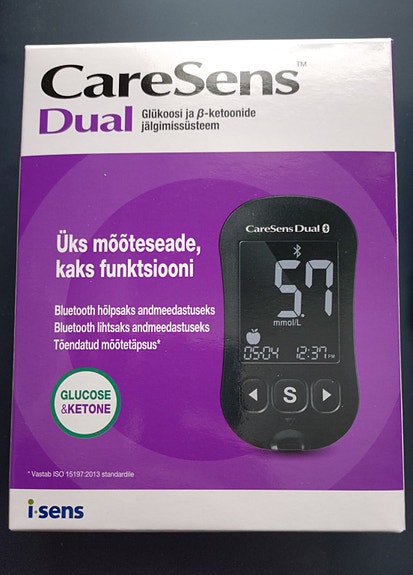 CareSens™
Dual
Glükoosi ja β-ketoonide
jälgimissüsteem
Üks mõõteseade,
kaks funktsiooni
Bluetooth hõlpsaks andmeedastuseks
Bluetooth lihtsaks andmeedastuseks
Tõendatud mõõtetäpsus*
GLUCOSE
&KETONE
CareSens Dual
5.7
mmol/L
05-04 12:37 PM
S
* Vastab ISO 15197:2013 standardile
i-sens